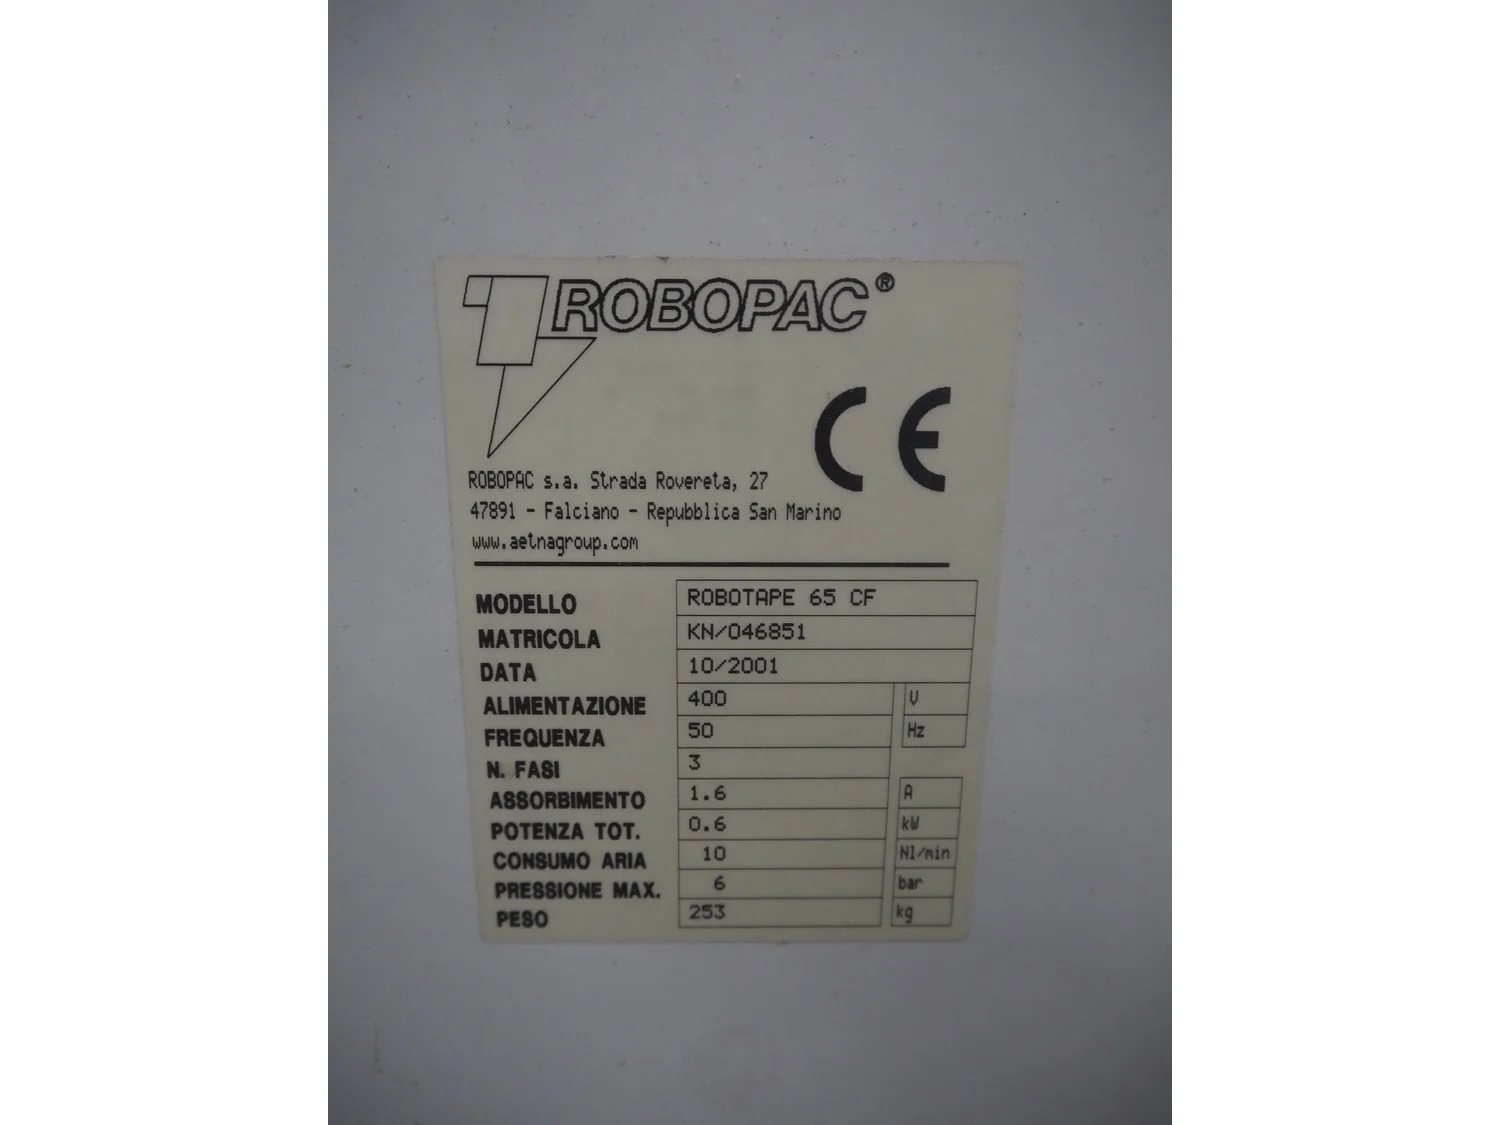 ROBOPAC®
CE
ROBOPAC s.a. Strada Rovereta, 27
47891 - Falciano - Repubblica San Marino
www.aetnagroup.com
MODELLO ROBOTAPE 65 CF
MATRICOLA KN/046851
DATA 10/2001
ALIMENTAZIONE 400 V
FREQUENZA 50 Hz
N. FASI 3
ASSORBIMENTO 1.6 A
POTENZA TOT. 0.6 kW
CONSUMO ARIA 10 Nl/min
PRESSIONE MAX. 6 bar
PESO 253 kg